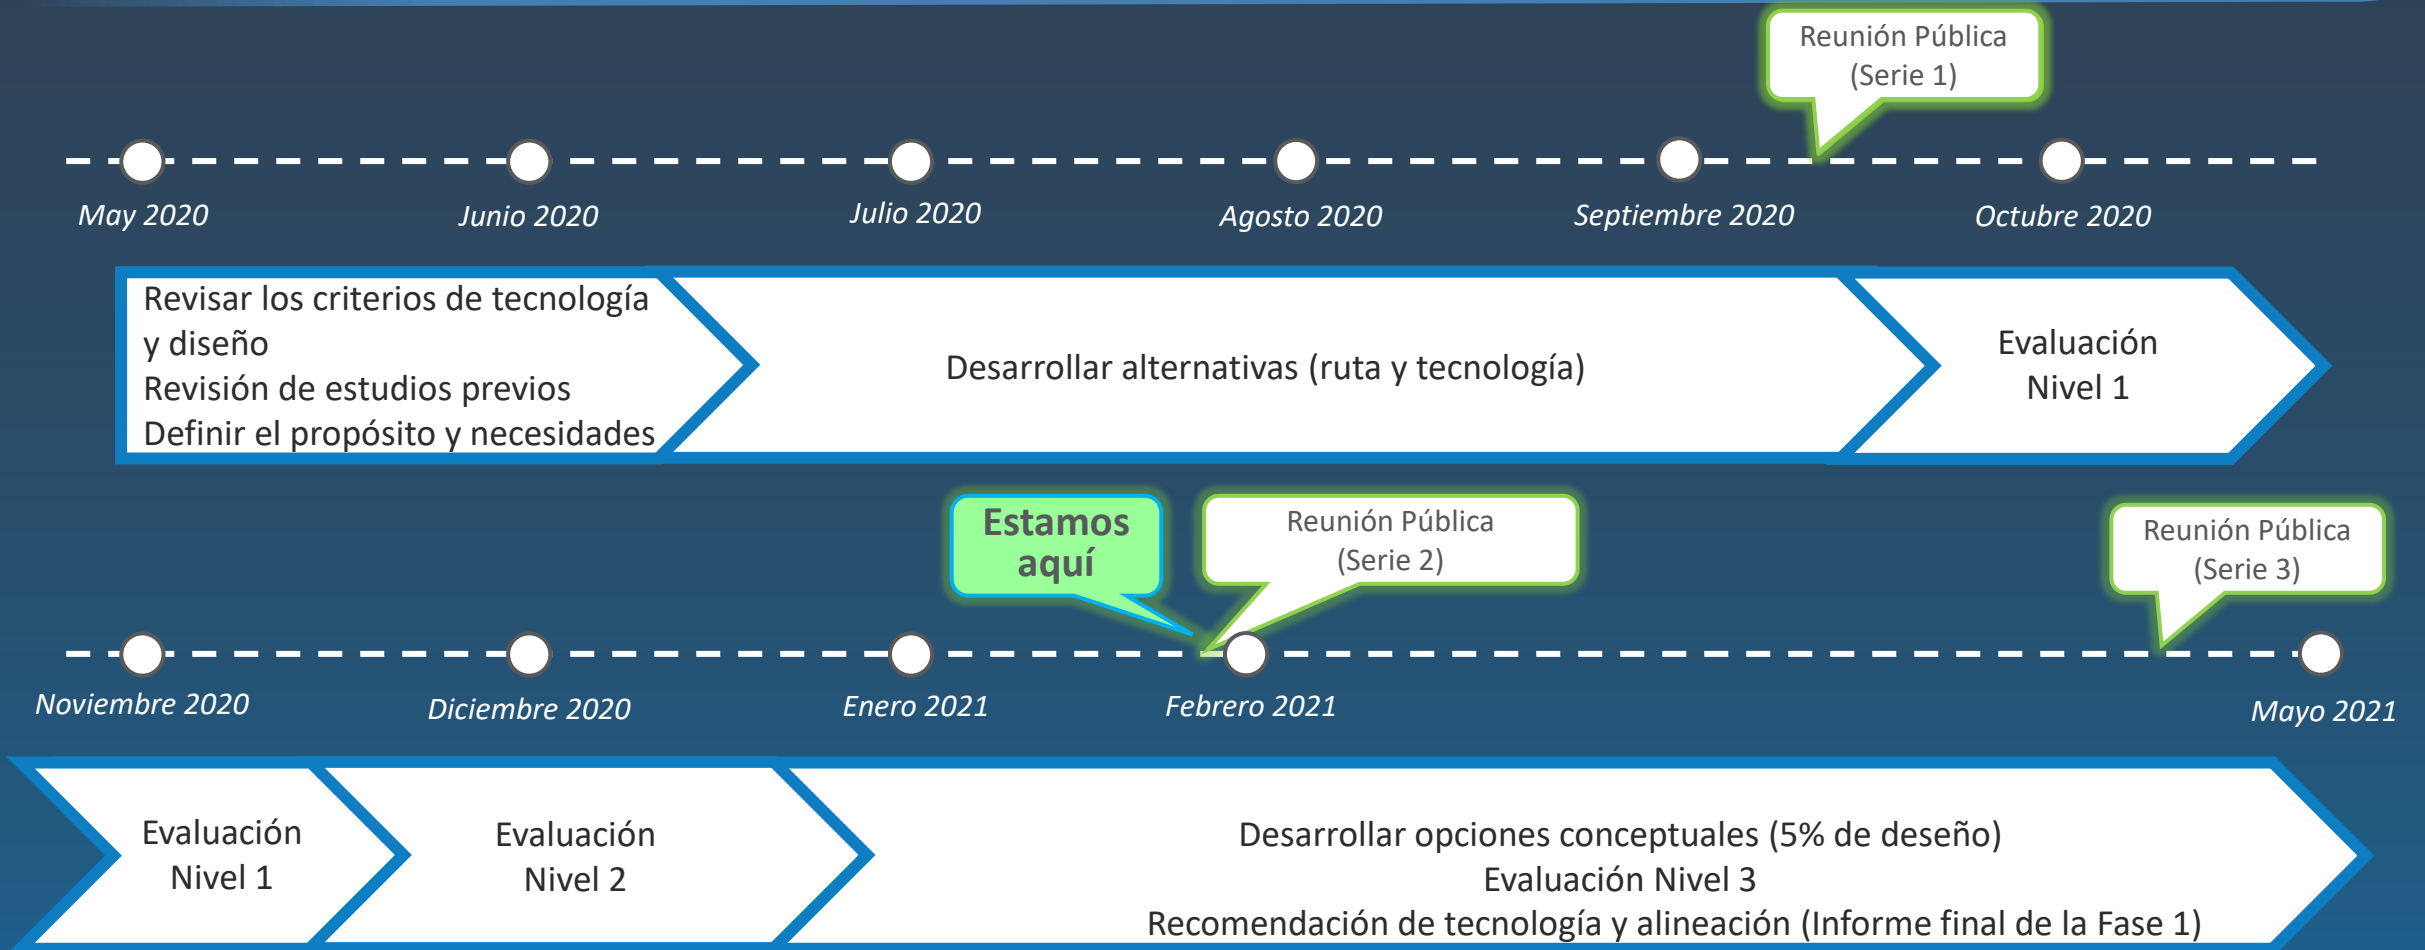 Reunión Pública
(Serie 1)
May 2020
Junio 2020
Julio 2020
Agosto 2020
Septiembre 2020
Octubre 2020
Revisar los criterios de tecnología
y diseño
Revisión de estudios previos
Definir el propósito y necesidades
Desarrollar alternativas (ruta y tecnología)
Evaluación
Nivel 1
Estamos
aquí
Reunión Pública
(Serie 2)
Reunión Pública
(Serie 3)
Noviembre 2020
Diciembre 2020
Enero 2021
Febrero 2021
Mayo 2021
Evaluación
Nivel 1
Evaluación
Nivel 2
Desarrollar opciones conceptuales (5% de deseño)
Evaluación Nivel 3
Recomendación de tecnología y alineación (Informe final de la Fase 1)